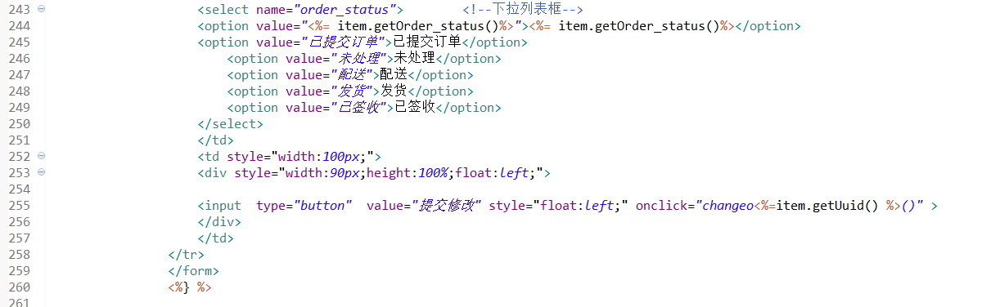 243 <select name="order_status"> <!--下拉列表框-->
244 <option value="<%= item.getOrder_status()%>"><%= item.getOrder_status()%></option>
245 <option value="已提交订单">已提交订单</option>
246 <option value="未处理">未处理</option>
247 <option value="配送">配送</option>
248 <option value="发货">发货</option>
249 <option value="已签收">已签收</option>
250 </select>
251 </td>
252 <td style="width:100px;">
253 <div style="width:90px;height:100%;float:left;">
254
255 <input type="button" value="提交修改" style="float:left;" onclick="changeo<%=item.getUuid() %>()" >
256 </div>
257 </td>
258 </tr>
259 </form>
260 <%} %>
261